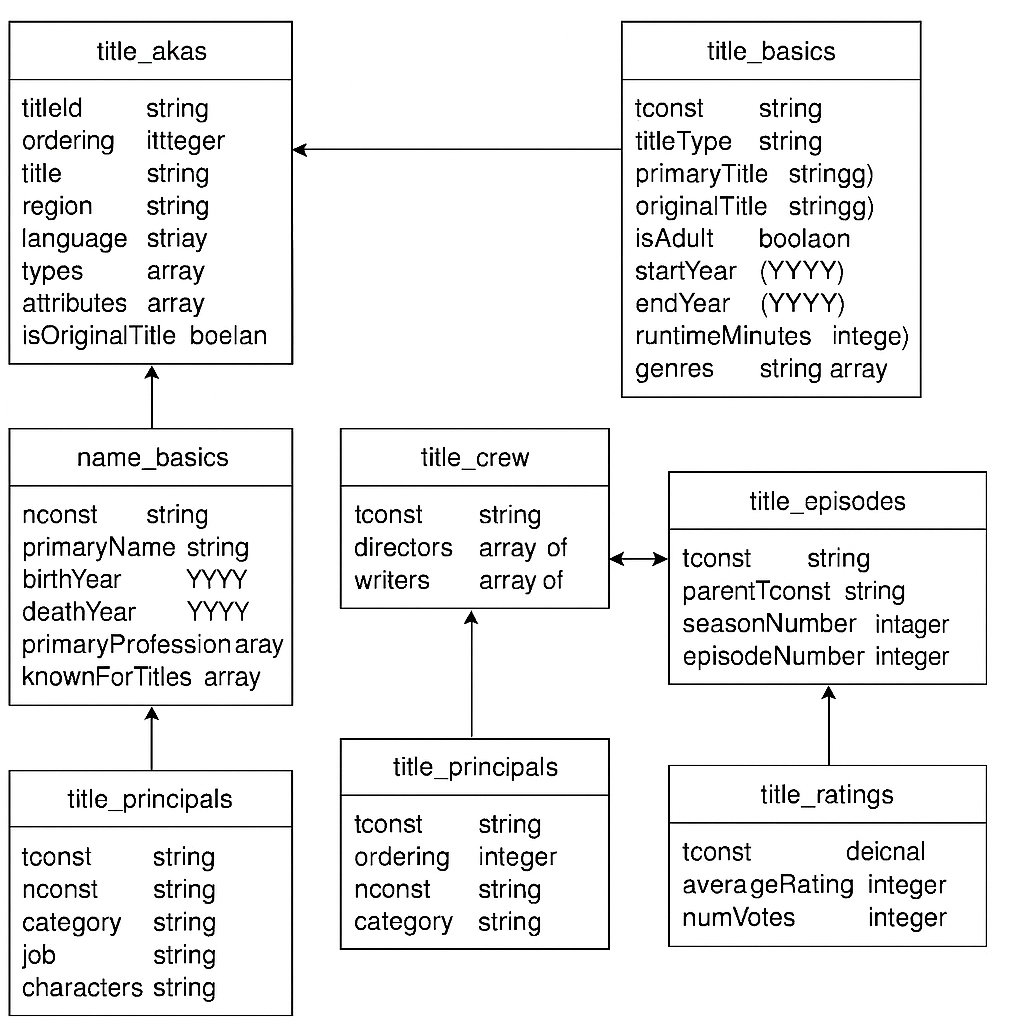 title_akas
titleId string
ordering ittteger
title string
region string
language striay
types array
attributes array
isOriginalTitle boelan
title_basics
tconst string
titleType string
primaryTitle stringg)
originalTitle stringg)
isAdult boolaon
startYear (YYYY)
endYear (YYYY)
runtimeMinutes intege)
genres string array
name_basics
nconst string
primaryName string
birthYear YYYY
deathYear YYYY
primaryProfession aray
knownForTitles array
title_crew
tconst string
directors array of
writers array of
title_episodes
tconst string
parentTconst string
seasonNumber intager
episodeNumber integer
title_principals
tconst string
nconst string
category string
job string
characters string
title_principals
tconst string
ordering integer
nconst string
category string
title_ratings
tconst deicnal
averageRating integer
numVotes integer